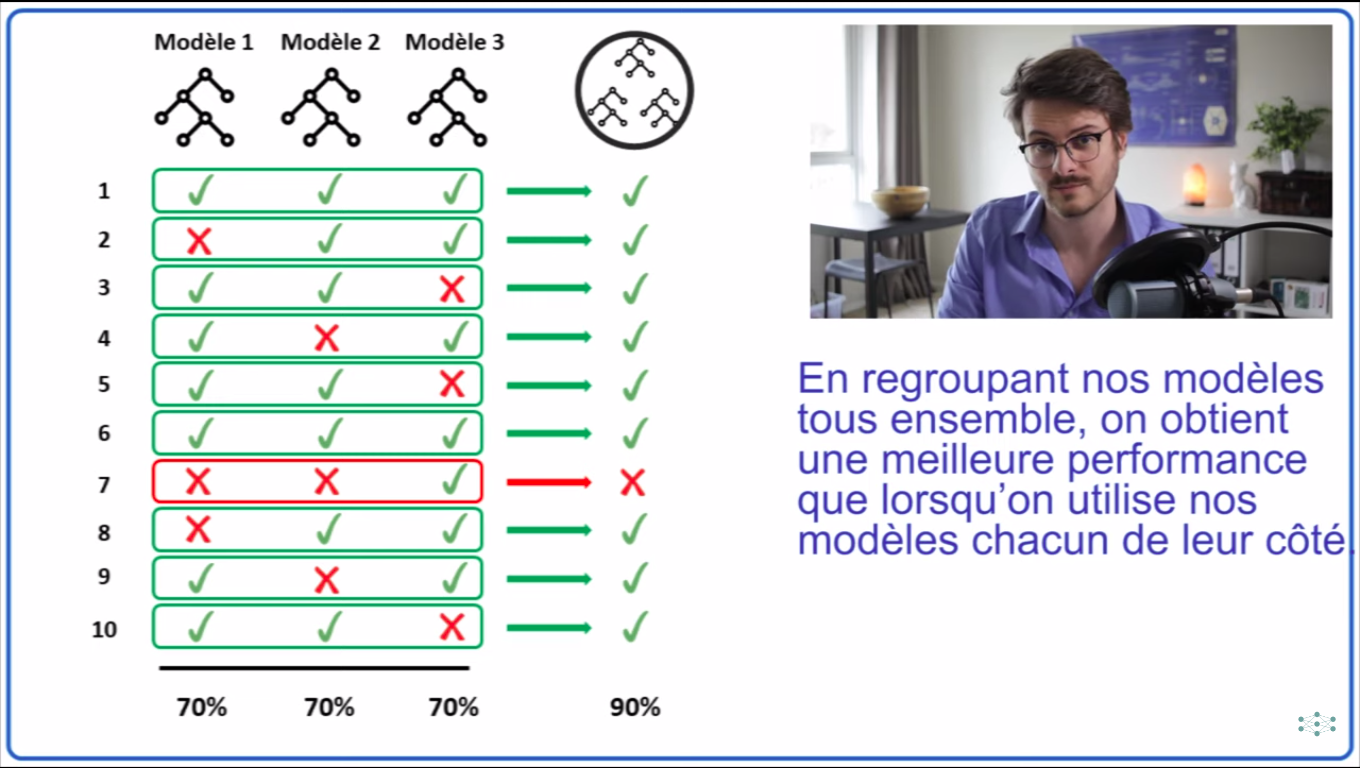 Modèle 1 Modèle 2 Modèle 3
1
2
3
4
5
6
7
8
9
10
70% 70% 70% 90%
En regroupant nos modèles
tous ensemble, on obtient
une meilleure performance
que lorsqu’on utilise nos
modèles chacun de leur côté.